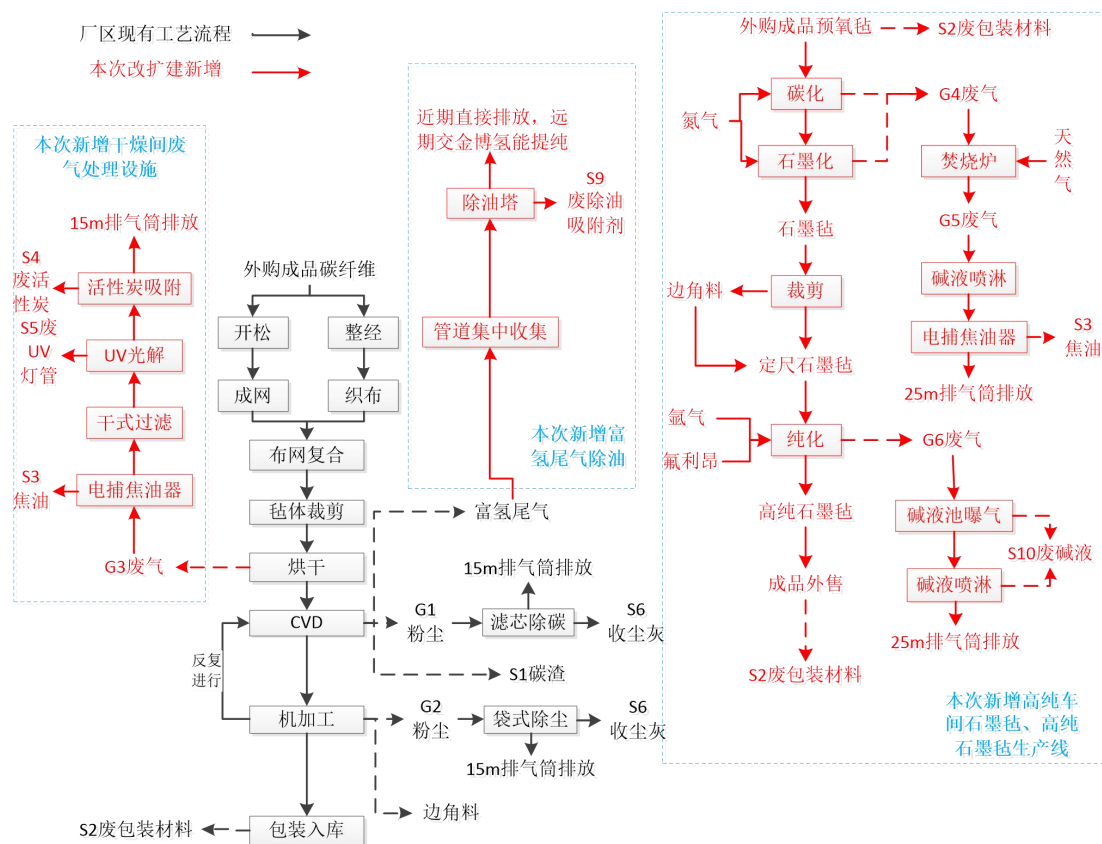 厂区现有工艺流程
本次改扩建新增
本次新增干燥间废
气处理设施
15m排气筒排放
S4
废活
性炭
活性炭吸附
S5废
UV
灯管
UV光解
干式过滤
S3
焦油
电捕焦油器
G3废气
外购成品碳纤维
开松
整经
成网
织布
布网复合
毡体裁剪
烘干
CVD
反复
进行
机加工
包装入库
S2废包装材料
近期直接排放，远
期交金博氢能提纯
除油塔
S9
废除油
吸附剂
管道集中收集
本次新增富
氢尾气除油
富氢尾气
15m排气筒排放
G1
粉尘
滤芯除碳
S6
收尘灰
S1碳渣
G2
粉尘
袋式除尘
S6
收尘灰
15m排气筒排放
边角料
外购成品预氧毡
S2废包装材料
碳化
氮气
石墨化
石墨毡
边角料
裁剪
定尺石墨毡
氩气
氟利昂
纯化
高纯石墨毡
成品外售
S2废包装材料
G4废气
焚烧炉
天
然
气
G5废气
碱液喷淋
电捕焦油器
S3
焦油
25m排气筒排放
G6废气
碱液池曝气
S10废碱液
碱液喷淋
25m排气筒排放
本次新增高纯车
间石墨毡、高纯
石墨毡生产线